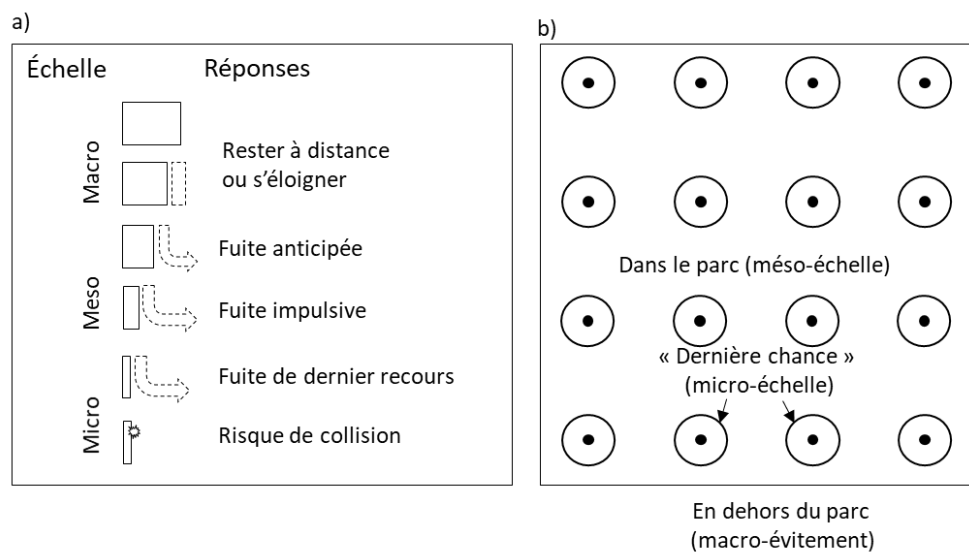 a)
Échelle
Réponses
Macro
Rester à distance
ou s’éloigner
Fuite anticipée
Meso
Fuite impulsive
Fuite de dernier recours
Micro
Risque de collision
b)
Dans le parc (méso-échelle)
« Dernière chance »
(micro-échelle)
En dehors du parc
(macro-évitement)